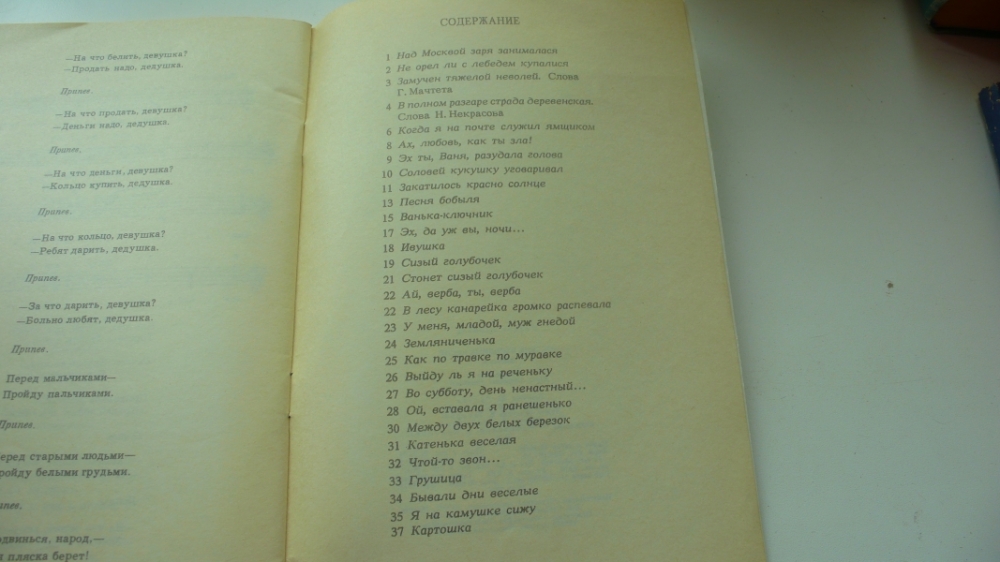 —На что белить, девушка?
—Продать надо, дедушка.
Припев.
—На что продать, девушка?
—Деньги надо, дедушка.
Припев.
—На что деньги, девушка?
—Кольцо купить, дедушка.
Припев.
—На что кольцо, девушка?
—Ребят дарить, дедушка.
Припев.
—За что дарить, девушка?
—Больно любят, дедушка.
Припев.
Перед мальчиками—
Пройду пальчиками.
Припев.
еред старыми людьми—
ройду белыми грудьми.
ипев.
одвинься, народ,—
пляска берет!
СОДЕРЖАНИЕ
1 Над Москвой заря занималася
2 Не орел ли с лебедем купалися
3 Замучен тяжелой неволей. Слова
Г. Мачтета
4 В полном разгаре страда деревенская.
Слова Н. Некрасова
6 Когда я на почте служил ямщиком
8 Ах, любовь, как ты зла!
9 Эх ты, Ваня, разудала голова
10 Соловей кукушку уговаривал
11 Закатилось красно солнце
13 Песня бобыля
15 Ванька-ключник
17 Эх, да уж вы, ночи...
18 Ивушка
19 Сизый голубочек
21 Стонет сизый голубочек
22 Ай, верба, ты, верба
22 В лесу канарейка громко распевала
23 У меня, младой, муж гнедой
24 Земляниченька
25 Как по травке по муравке
26 Выйду ль я на реченьку
27 Во субботу, день ненастный...
28 Ой, вставала я ранешенько
30 Между двух белых березок
31 Катенька веселая
32 Чтой-то звон...
33 Грушица
34 Бывали дни веселые
35 Я на камушке сижу
37 Картошка